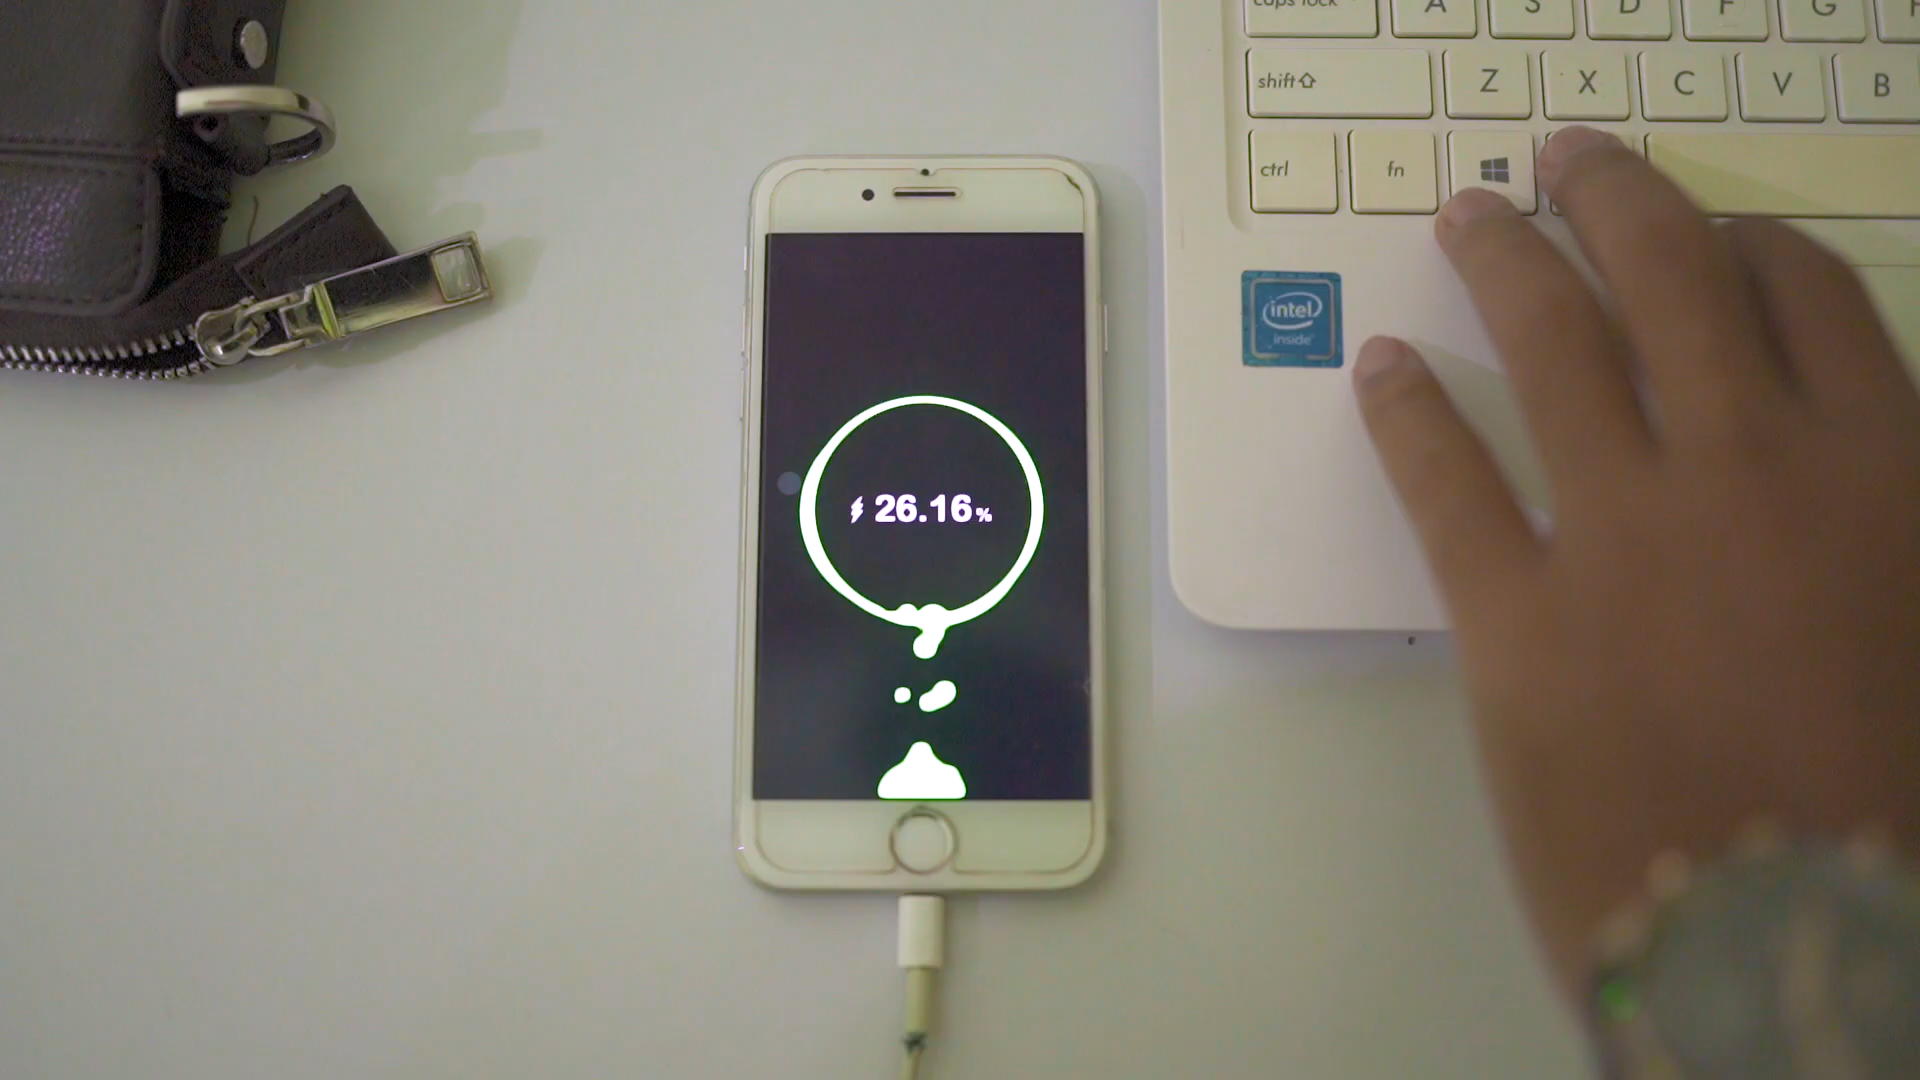 caps lock A S D F G
shift Z X C V B
ctrl fn
intel
inside
26.16%